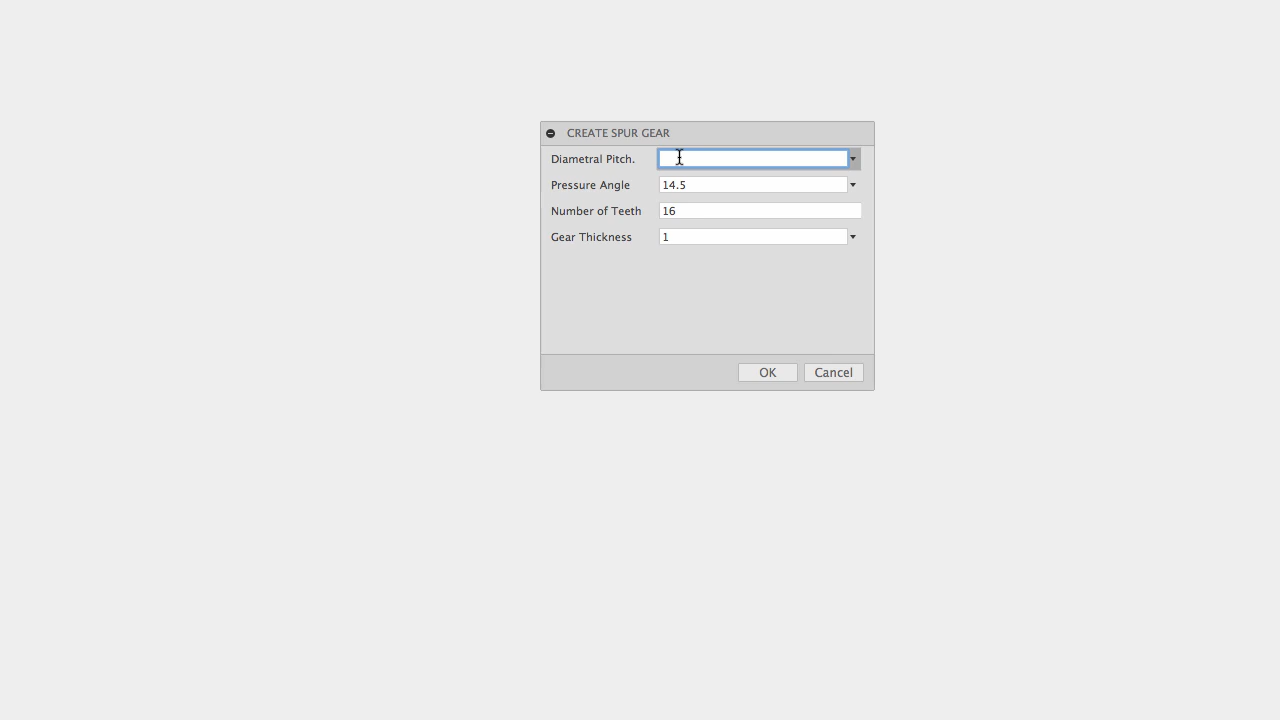 CREATE SPUR GEAR
Diametral Pitch.
Pressure Angle 14.5
Number of Teeth 16
Gear Thickness 1
OK Cancel